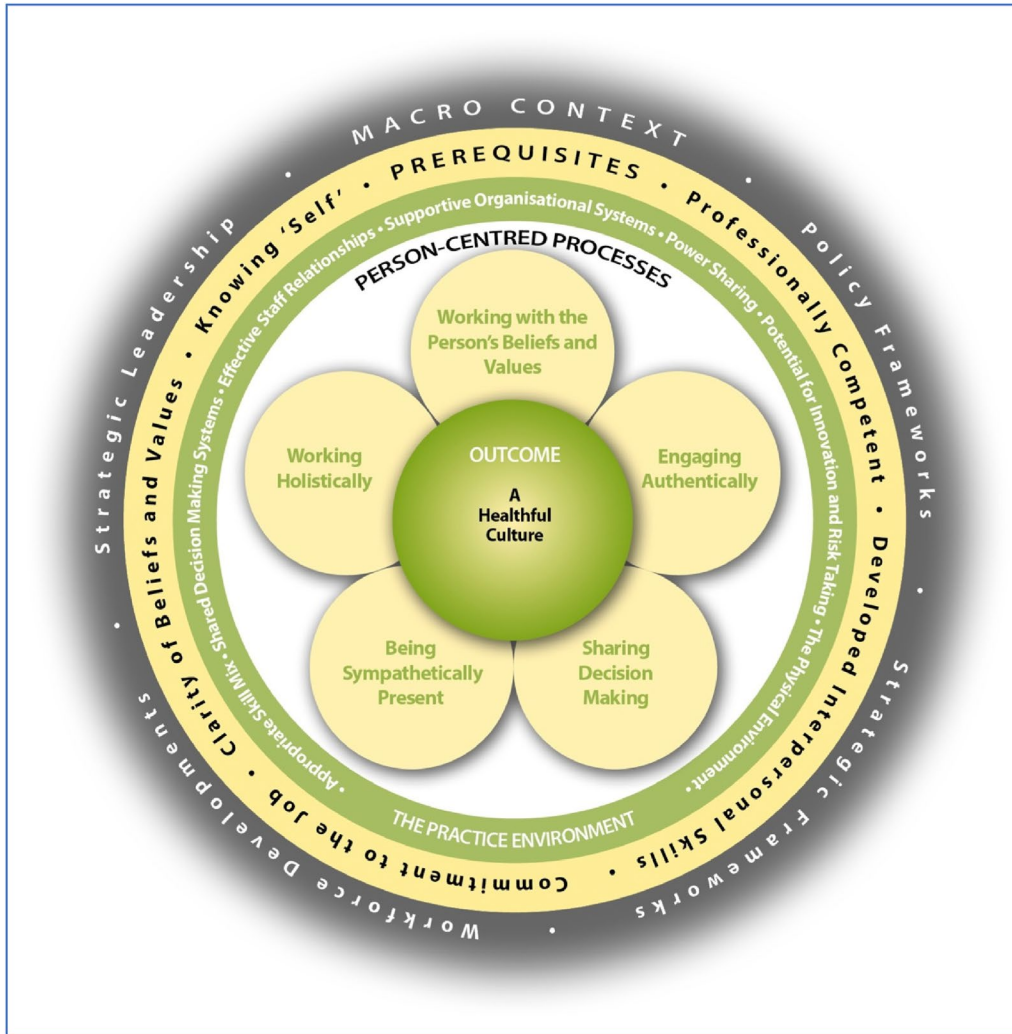 MACRO CONTEXT • Policy Frameworks • Strategic Frameworks • Workforce Developments • Strategic Leadership •
PREREQUISITES • Professionally Competent • Developed Interpersonal Skills • Commitment to the Job • Clarity of Beliefs and Values • Knowing ‘Self’ •
• Appropriate Skill Mix • Shared Decision Making Systems • Effective Staff Relationships • Supportive Organisational Systems • Power Sharing • Potential for Innovation and Risk Taking • The Physical Environment •
THE PRACTICE ENVIRONMENT
PERSON-CENTRED PROCESSES
Working with the
Person’s Beliefs and
Values
Engaging
Authentically
Sharing
Decision
Making
Being
Sympathetically
Present
Working
Holistically
OUTCOME
A
Healthful
Culture